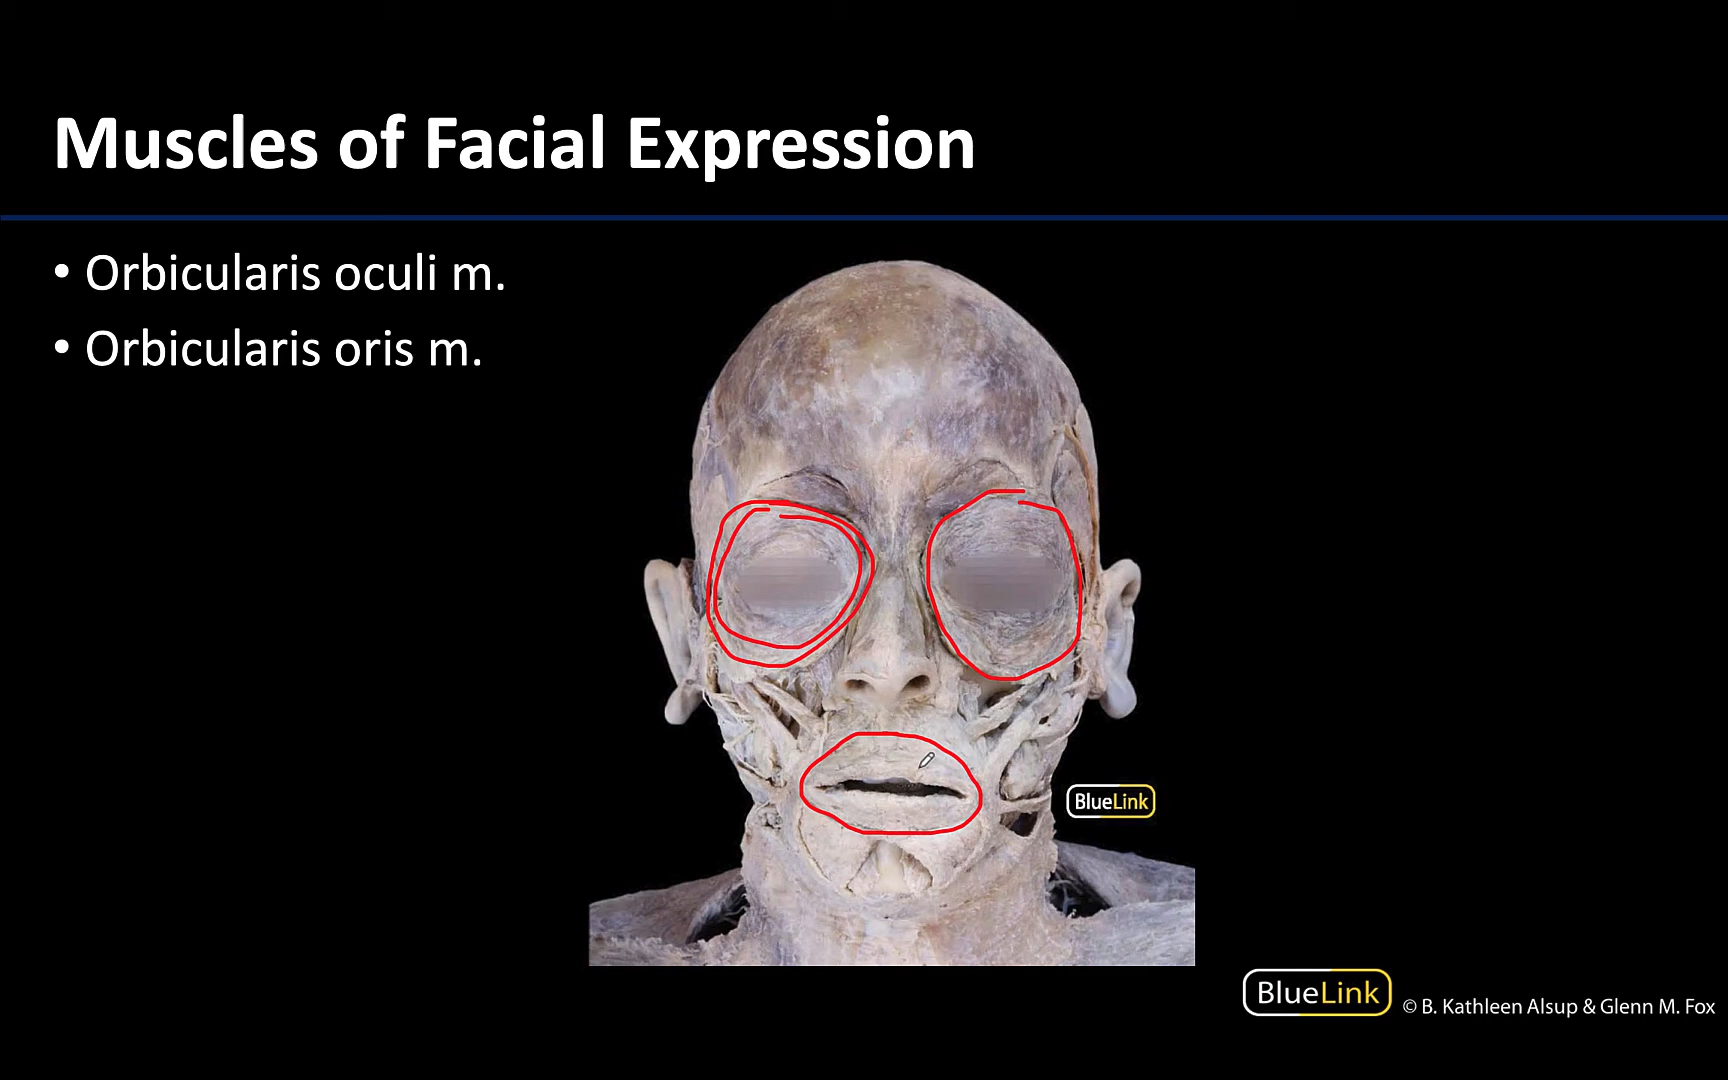 Muscles of Facial Expression
• Orbicularis oculi m.
• Orbicularis oris m.
BlueLink
BlueLink
© B. Kathleen Alsup & Glenn M. Fox